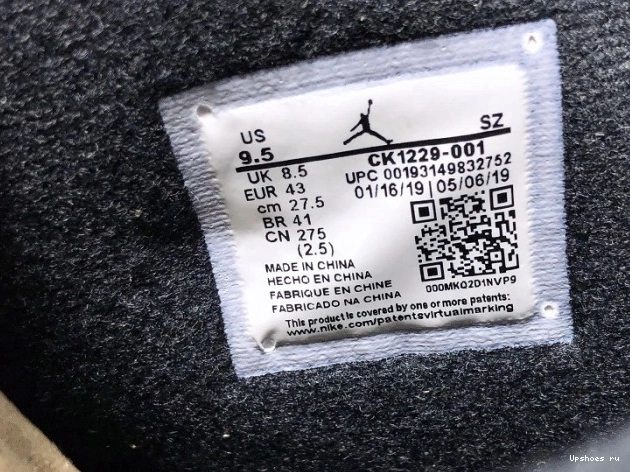 US SZ
9.5 CK1229-001
UK 8.5 UPC 00193149832752
EUR 43 01/16/19 | 05/06/19
cm 27.5
BR 41
CN 275
(2.5)
MADE IN CHINA
HECHO EN CHINA
FABRIQUE EN CHINE
FABRICADO NA CHINA
000MKQ2D1NVP9
This product is covered by one or more patents:
www.nike.com/patentsvirtualmarking
Upshoes ru